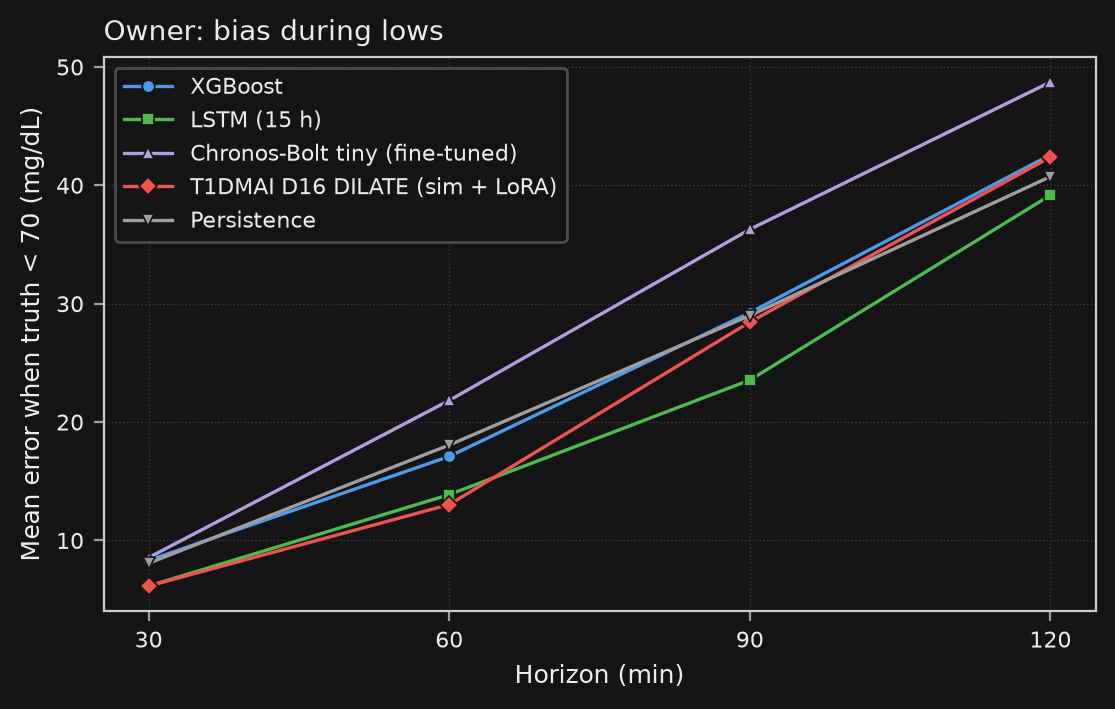 Owner: bias during lows
Mean error when truth < 70 (mg/dL)
50
40
30
20
10
XGBoost
LSTM (15 h)
Chronos-Bolt tiny (fine-tuned)
T1DMAI D16 DILATE (sim + LoRA)
Persistence
30
60
90
120
Horizon (min)